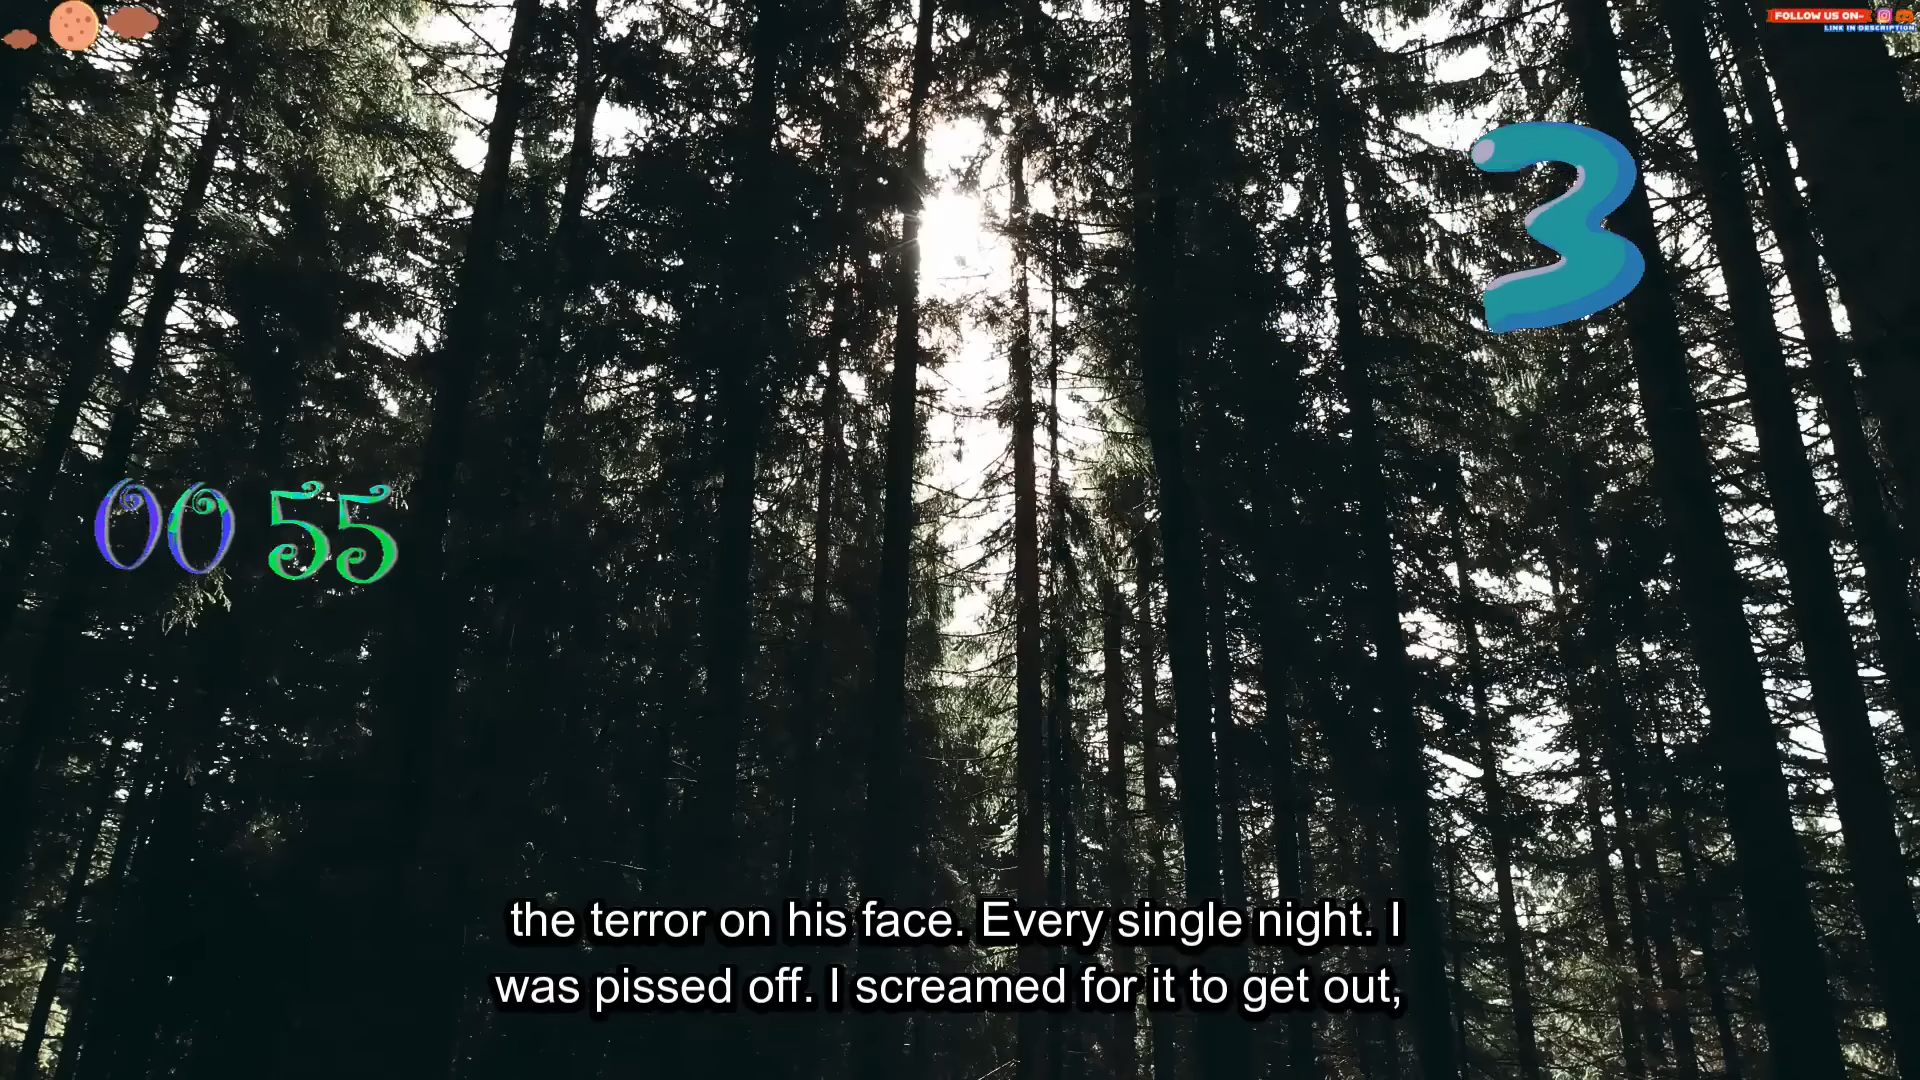 FOLLOW US ON-
LINK IN DESCRIPTION
3
00 55
the terror on his face. Every single night. I
was pissed off. I screamed for it to get out,